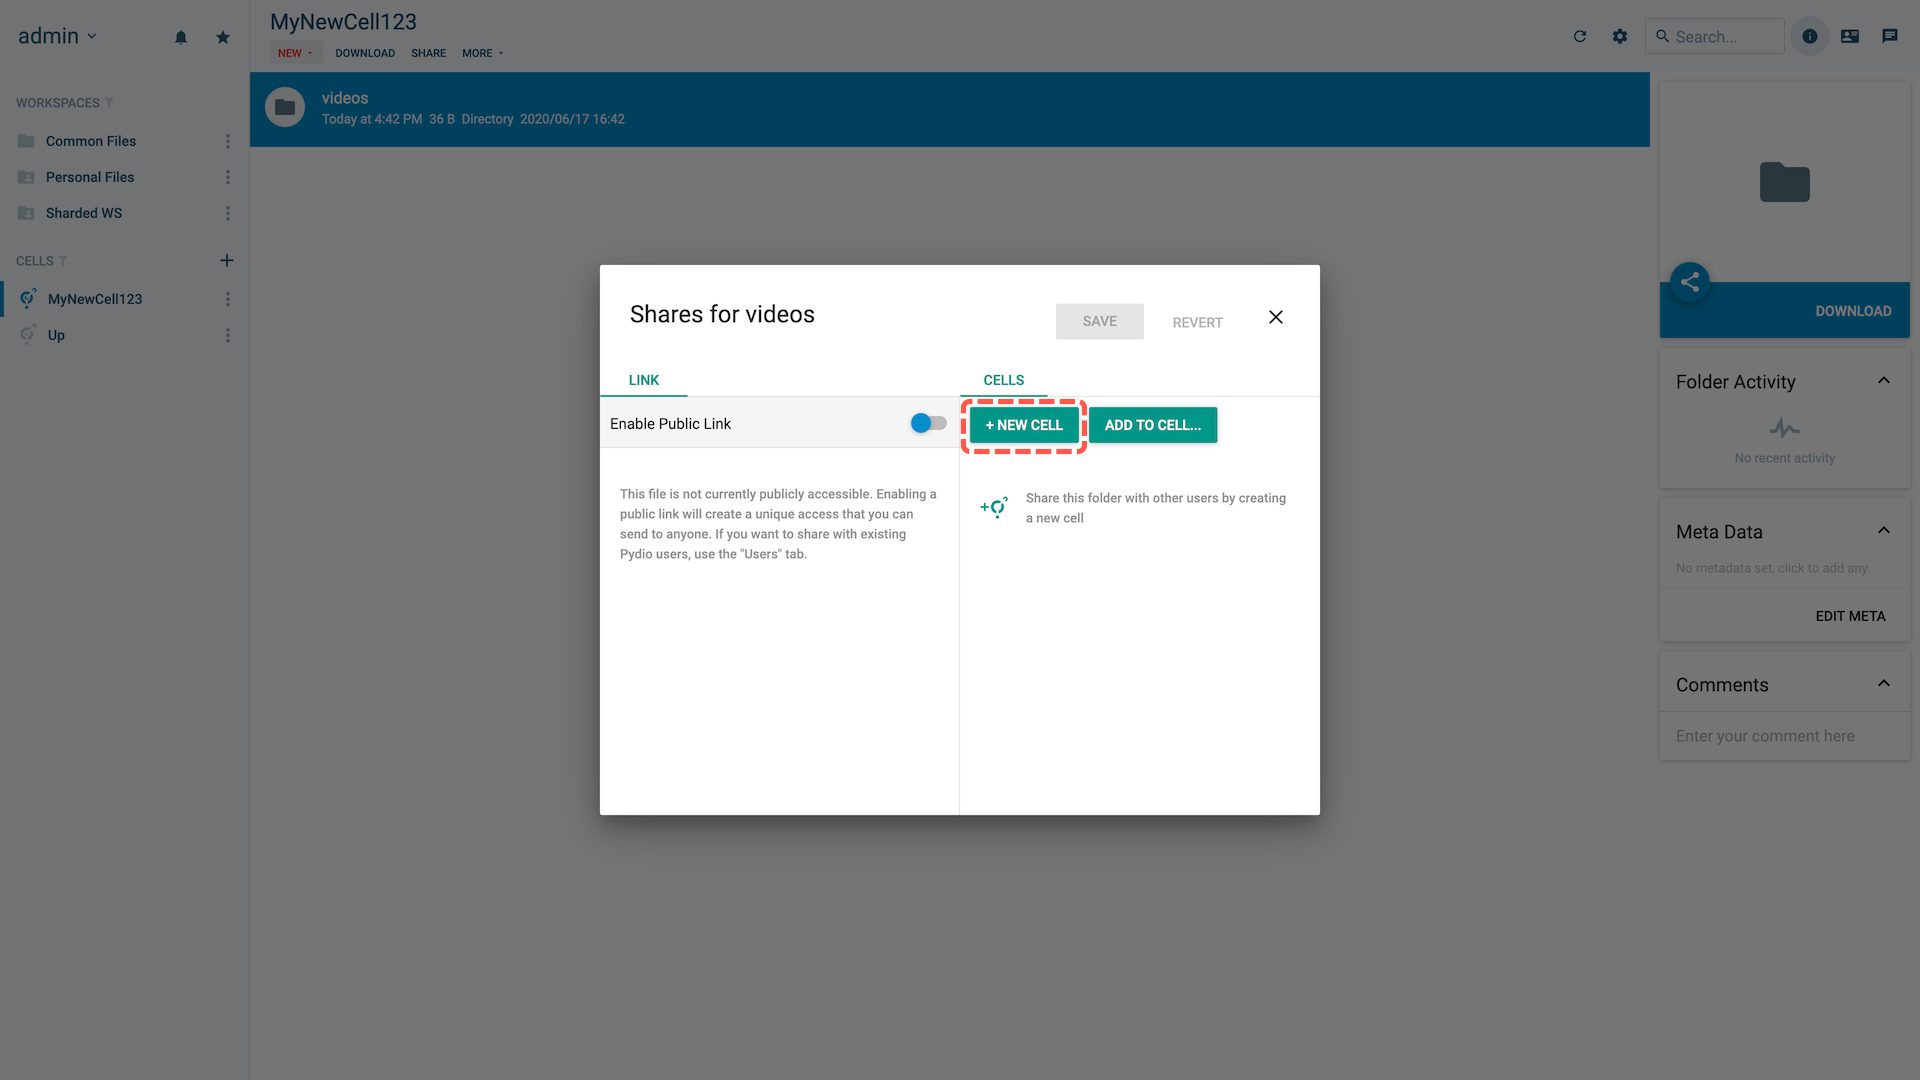 admin
WORKSPACES
Common Files
Personal Files
Sharded WS
CELLS
MyNewCell123
Up
MyNewCell123
NEW
DOWNLOAD
SHARE
MORE
Search...
videos
Today at 4:42 PM 36 B Directory 2020/06/17 16:42
Shares for videos
SAVE
REVERT
LINK
Enable Public Link
This file is not currently publicly accessible. Enabling a
public link will create a unique access that you can
send to anyone. If you want to share with existing
Pydio users, use the "Users" tab.
CELLS
+ NEW CELL
ADD TO CELL...
Share this folder with other users by creating
a new cell
DOWNLOAD
Folder Activity
No recent activity
Meta Data
No metadata set, click to add any
EDIT META
Comments
Enter your comment here